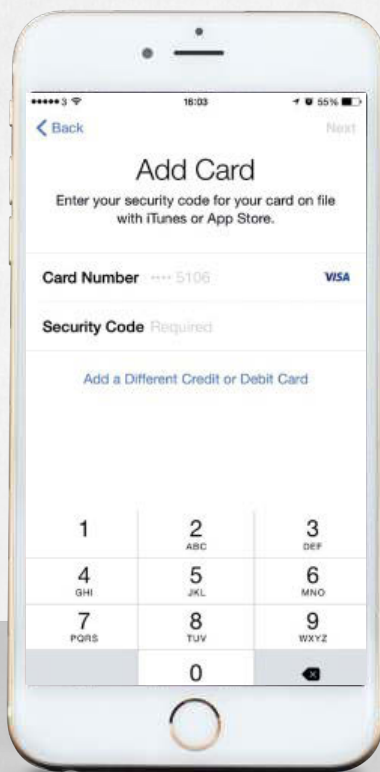 3 16:03 55%
Back Next
Add Card
Enter your security code for your card on file
with iTunes or App Store.
Card Number •••• 5106 VISA
Security Code Required
Add a Different Credit or Debit Card
1 2 3
ABC DEF
4 5 6
GHI JKL MNO
7 8 9
PQRS TUV WXYZ
0